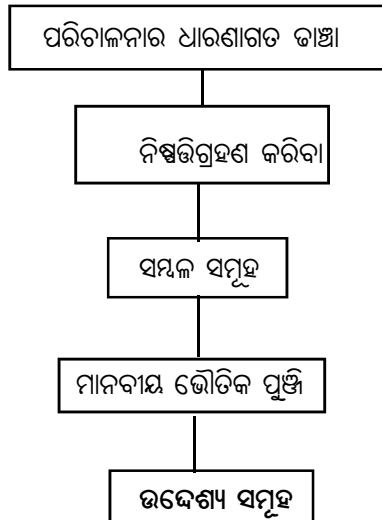 ପରିଚାଳନାର ଧାରଣାଗତ ଢାଞ୍ଚା
ନିଷ୍ପତ୍ତିଗ୍ରହଣ କରିବା
ସମ୍ବଳ ସମୂହ
ମାନବୀୟ ଭୌତିକ ପୁଞ୍ଜି
ଉଦ୍ଦେଶ୍ୟ ସମୂହ